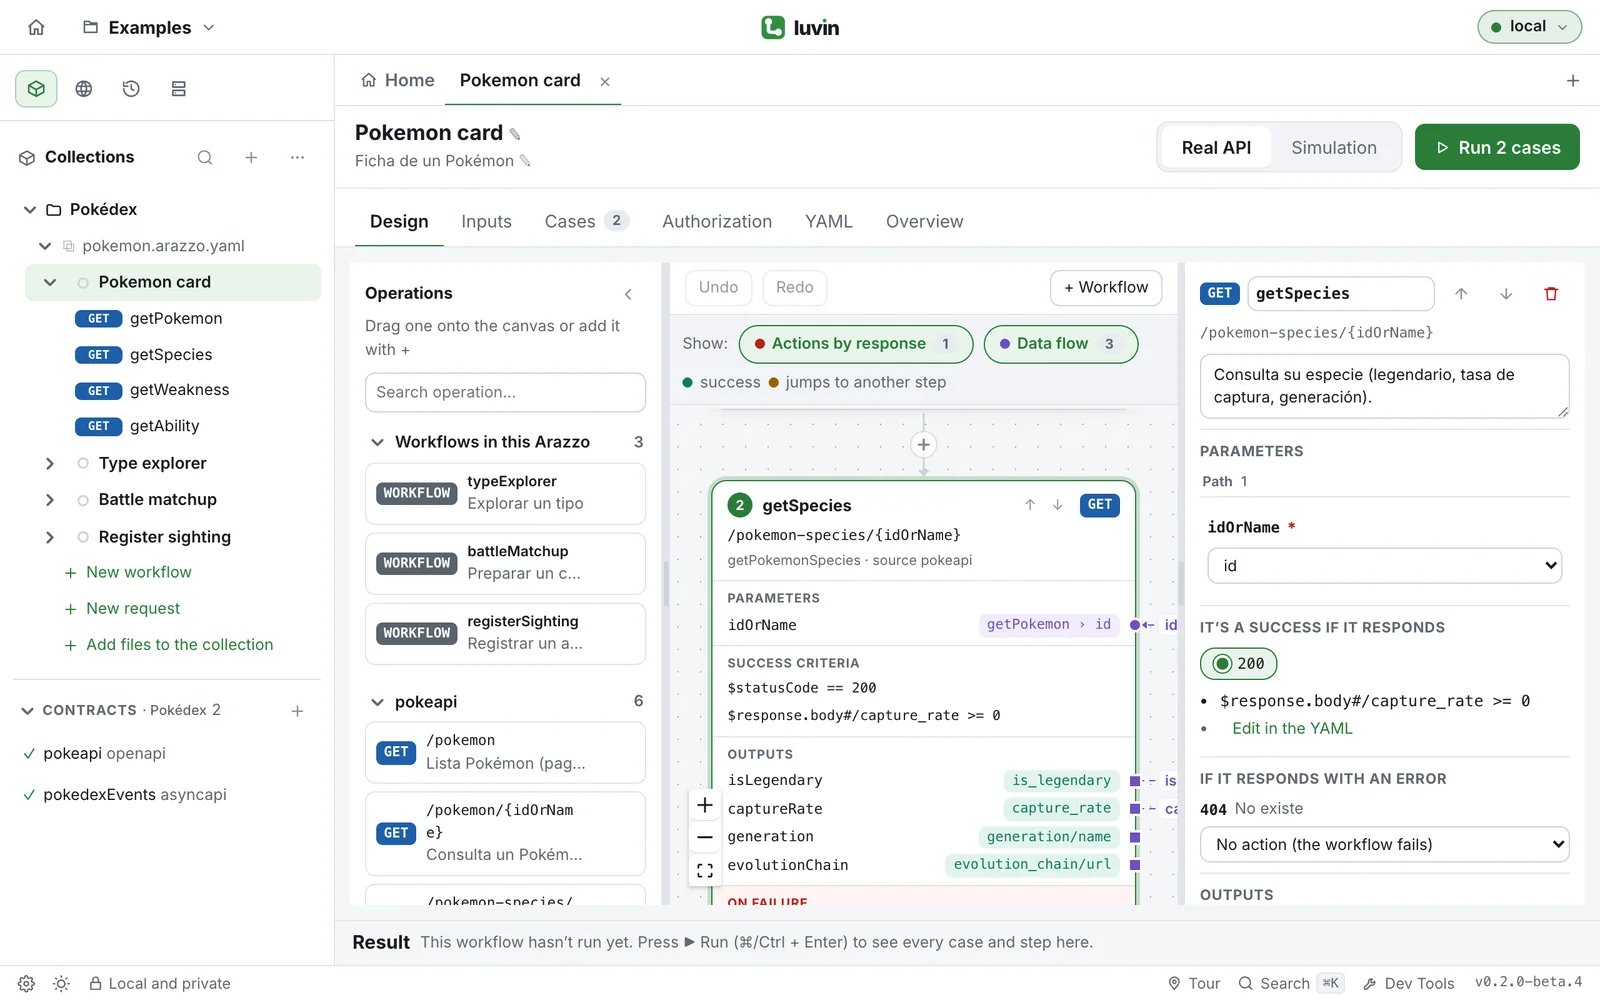 Examples
luvin
local
Home
Pokemon card
Pokemon card
Ficha de un Pokémon
Real API
Simulation
Run 2 cases
Collections
Pokédex
pokemon.arazzo.yaml
Pokemon card
GET getPokemon
GET getSpecies
GET getWeakness
GET getAbility
Type explorer
Battle matchup
Register sighting
+ New workflow
+ New request
+ Add files to the collection
CONTRACTS · Pokédex 2
pokeapi openapi
pokedexEvents asyncapi
Design
Inputs
Cases 2
Authorization
YAML
Overview
Operations
Drag one onto the canvas or add it
with +
Search operation...
Workflows in this Arazzo 3
WORKFLOW typeExplorer
Explorar un tipo
WORKFLOW battleMatchup
Preparar un c...
WORKFLOW registerSighting
Registrar un a...
pokeapi 6
GET /pokemon
Lista Pokémon (pag...
GET /pokemon/{idOrNam
e}
Consulta un Pokém...
/pokemon-species/
Undo
Redo
+ Workflow
Show:
Actions by response 1
Data flow 3
success
jumps to another step
2 getSpecies
GET
/pokemon-species/{idOrName}
getPokemonSpecies · source pokeapi
PARAMETERS
idOrName
getPokemon › id
id
SUCCESS CRITERIA
$statusCode == 200
$response.body#/capture_rate >= 0
OUTPUTS
isLegendary
is_legendary
is
captureRate
capture_rate
ca
generation
generation/name
evolutionChain
evolution_chain/url
ON FAILURE
GET getSpecies
/pokemon-species/{idOrName}
Consulta su especie (legendario, tasa de
captura, generación).
PARAMETERS
Path 1
idOrName *
id
IT'S A SUCCESS IF IT RESPONDS
200
• $response.body#/capture_rate >= 0
• Edit in the YAML
IF IT RESPONDS WITH AN ERROR
404 No existe
No action (the workflow fails)
OUTPUTS
Result
This workflow hasn't run yet. Press ▶ Run (⌘/Ctrl + Enter) to see every case and step here.
Local and private
Tour
Search ⌘K
Dev Tools
v0.2.0-beta.4